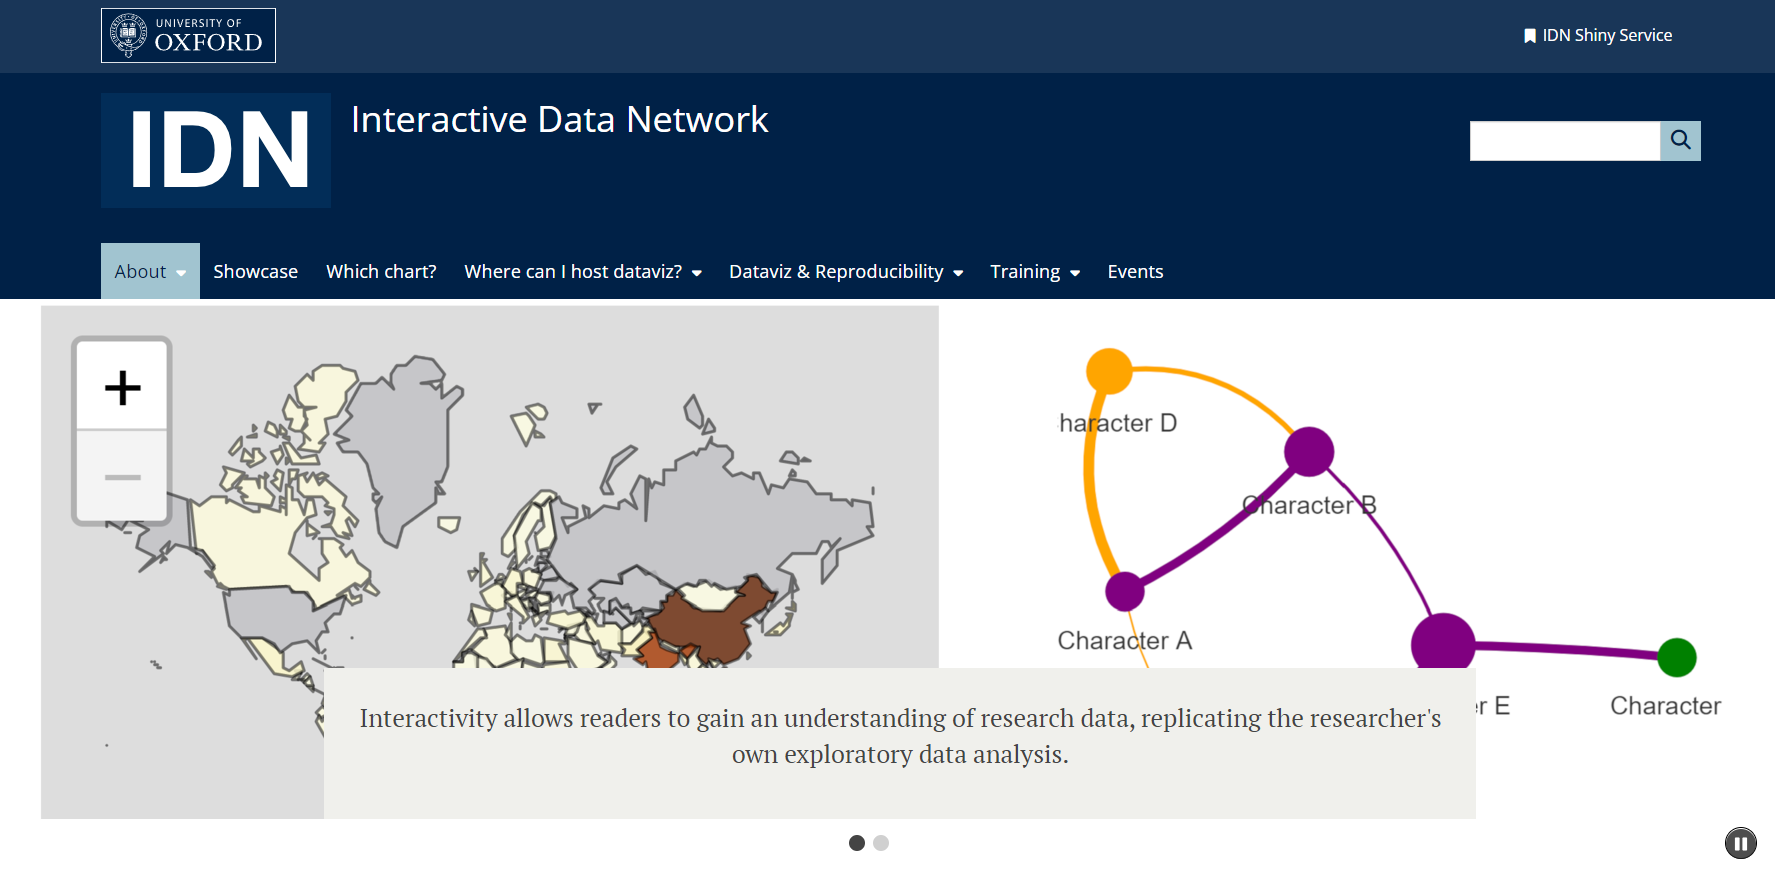 UNIVERSITY OF
OXFORD
IDN Shiny Service
IDN
Interactive Data Network
About
Showcase
Which chart?
Where can I host dataviz?
Dataviz & Reproducibility
Training
Events
haracter D
Character B
Character A
r E
Character
Interactivity allows readers to gain an understanding of research data, replicating the researcher's
own exploratory data analysis.